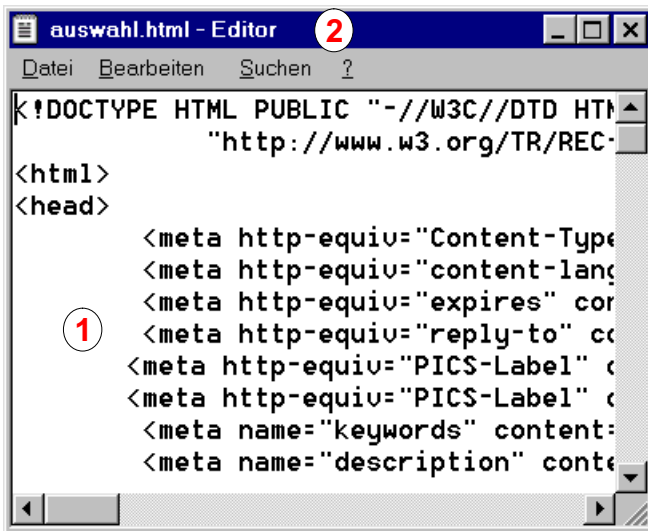 auswahl.html - Editor 2
Datei Bearbeiten Suchen ?
<!DOCTYPE HTML PUBLIC "-//W3C//DTD HTM
"http://www.w3.org/TR/REC-
<html>
<head>
<meta http-equiv="Content-Type
<meta http-equiv="content-lang
<meta http-equiv="expires" con
1 <meta http-equiv="reply-to" co
<meta http-equiv="PICS-Label" c
<meta http-equiv="PICS-Label" c
<meta name="keywords" content=
<meta name="description" conte